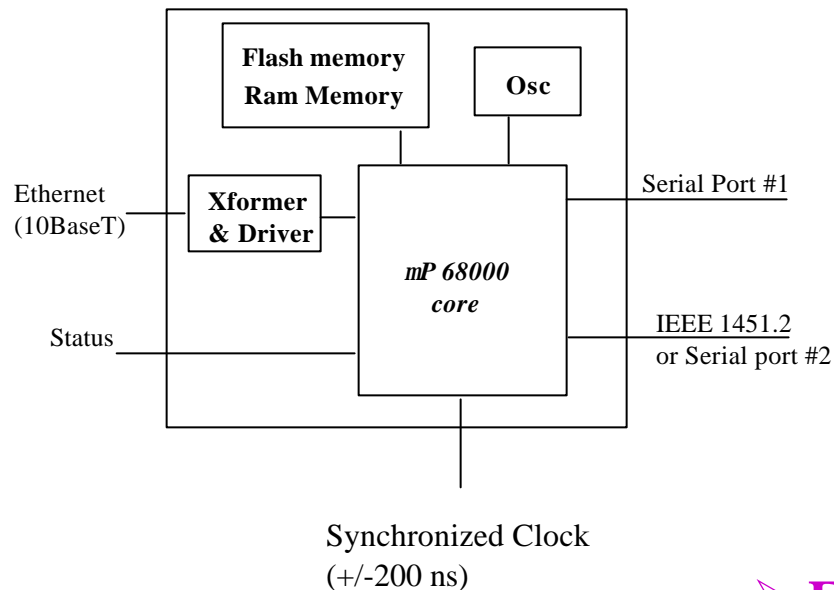 Flash memory
Ram Memory
Osc
Ethernet
(10BaseT)
Xformer
& Driver
Serial Port #1
mP 68000
core
Status
IEEE 1451.2
or Serial port #2
Synchronized Clock
(+/-200 ns)